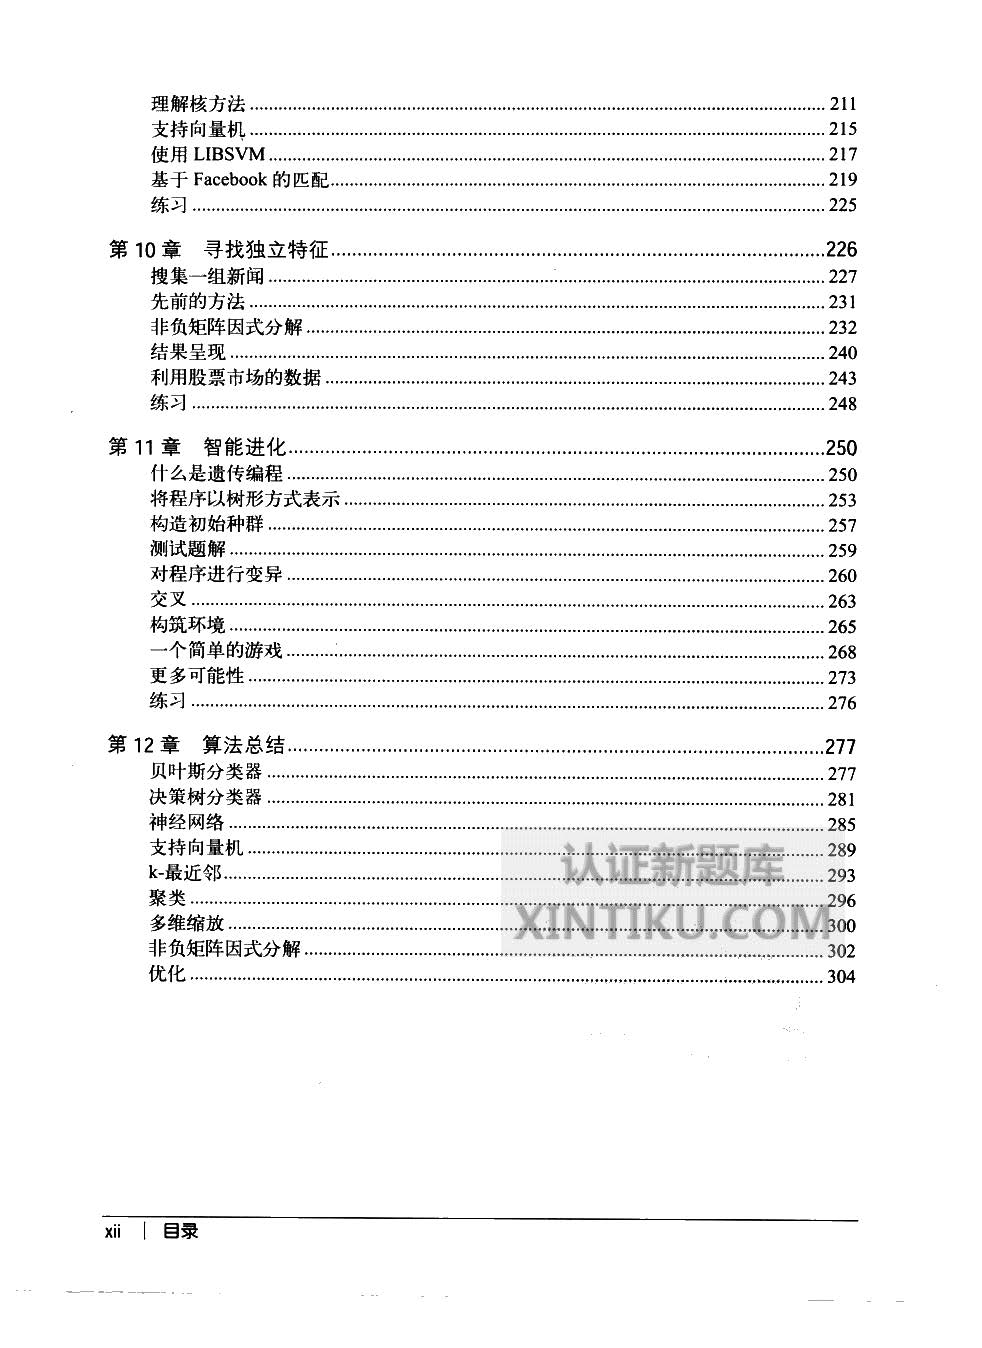 理解核方法 211
支持向量机 215
使用 LIBSVM 217
基于 Facebook 的匹配 219
练习 225
第 10 章 寻找独立特征 226
搜集一组新闻 227
先前的方法 231
非负矩阵因式分解 232
结果呈现 240
利用股票市场的数据 243
练习 248
第 11 章 智能进化 250
什么是遗传编程 250
将程序以树形方式表示 253
构造初始种群 257
测试题解 259
对程序进行变异 260
交叉 263
构筑环境 265
一个简单的游戏 268
更多可能性 273
练习 276
第 12 章 算法总结 277
贝叶斯分类器 277
决策树分类器 281
神经网络 285
支持向量机 289
k-最近邻 293
聚类 296
多维缩放 300
非负矩阵因式分解 302
优化 304
认证新题库
XINTIKU.COM
xii | 目录